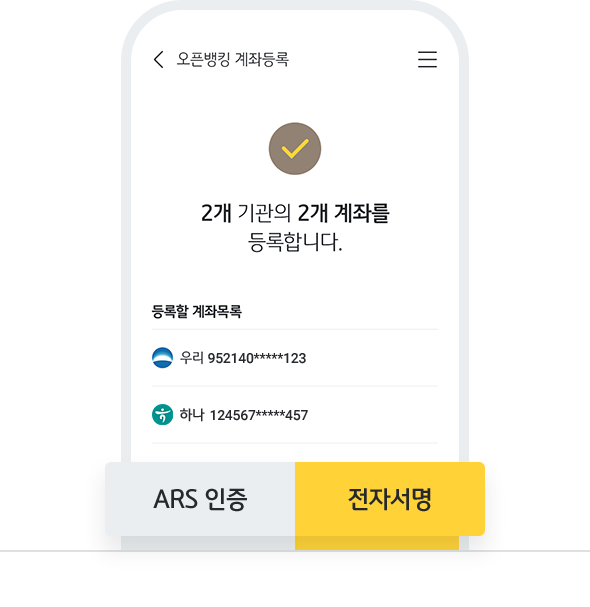 오픈뱅킹 계좌등록
2개 기관의 2개 계좌를
등록합니다.
등록할 계좌목록
우리 952140*****123
하나 124567*****457
ARS 인증
전자서명